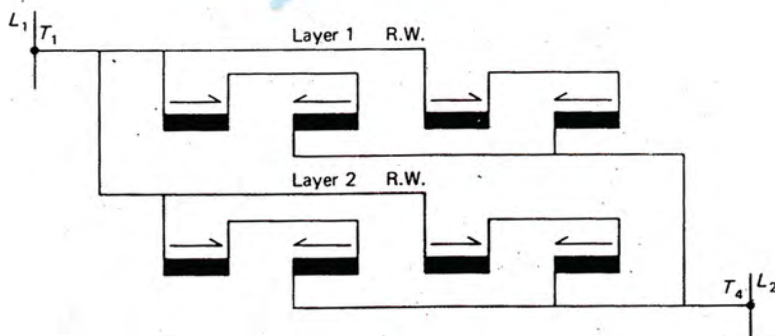 L₁ T₁
Layer 1 R.W.
Layer 2 R.W.
T₄ L₂